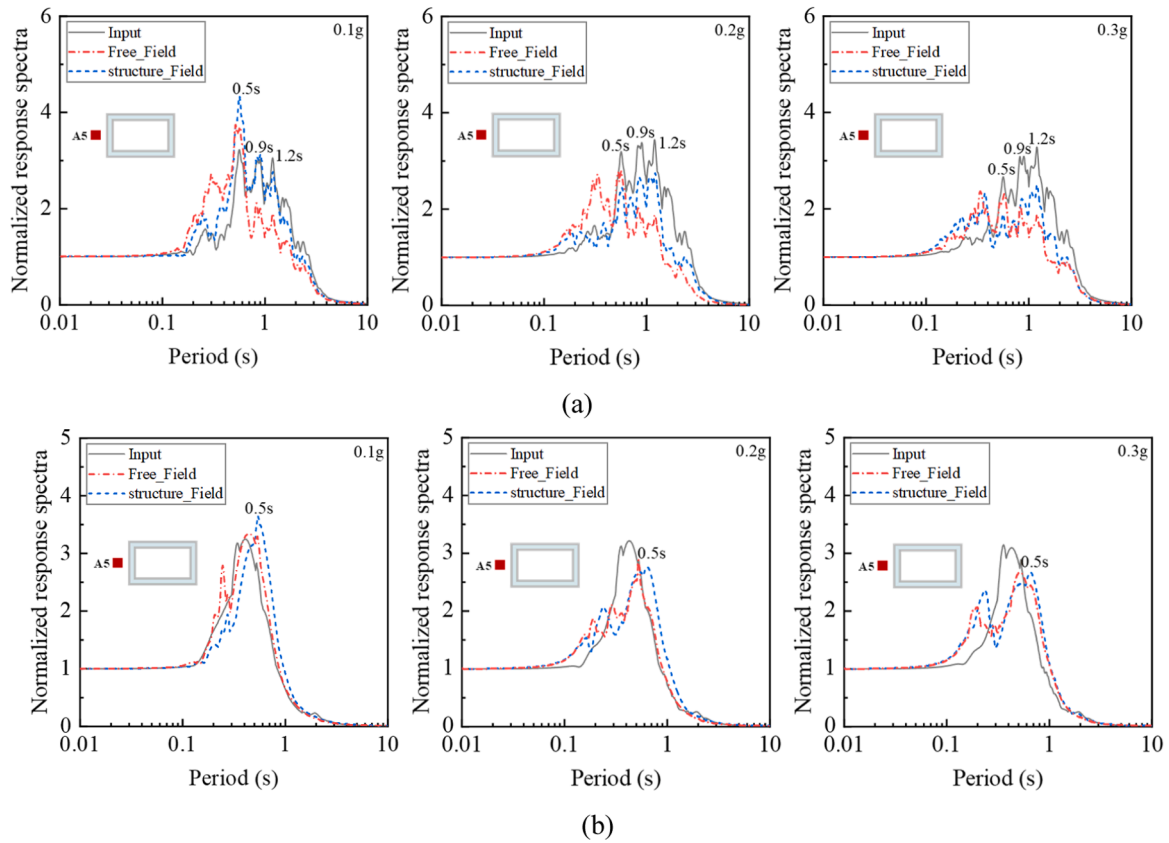 Normalized response spectra
6
4
2
0
Input
Free_Field
structure_Field
0.1g
0.5s
0.9s
1.2s
A5
0.01
0.1
1
10
Period (s)
Normalized response spectra
6
4
2
0
Input
Free_Field
structure_Field
0.2g
0.5s
0.9s
1.2s
A5
0.01
0.1
1
10
Period (s)
Normalized response spectra
6
4
2
0
Input
Free_Field
structure_Field
0.3g
0.5s
0.9s
1.2s
A5
0.01
0.1
1
10
Period (s)
(a)
Normalized response spectra
5
4
3
2
1
0
Input
Free_Field
structure_Field
0.1g
0.5s
A5
0.01
0.1
1
10
Period (s)
Normalized response spectra
5
4
3
2
1
0
Input
Free_Field
structure_Field
0.2g
0.5s
A5
0.01
0.1
1
10
Period (s)
Normalized response spectra
5
4
3
2
1
0
Input
Free_Field
structure_Field
0.3g
0.5s
A5
0.01
0.1
1
10
Period (s)
(b)